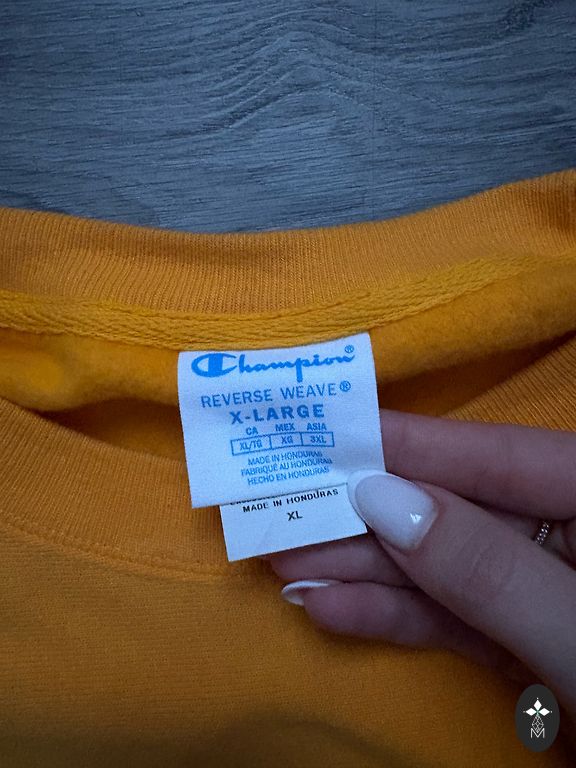 Champion®
REVERSE WEAVE®
X-LARGE
CA MEX ASIA
XL/TG XG 3XL
MADE IN HONDURAS
FABRIQUÉ AU HONDURAS
HECHO EN HONDURAS
MADE IN HONDURAS
XL
M